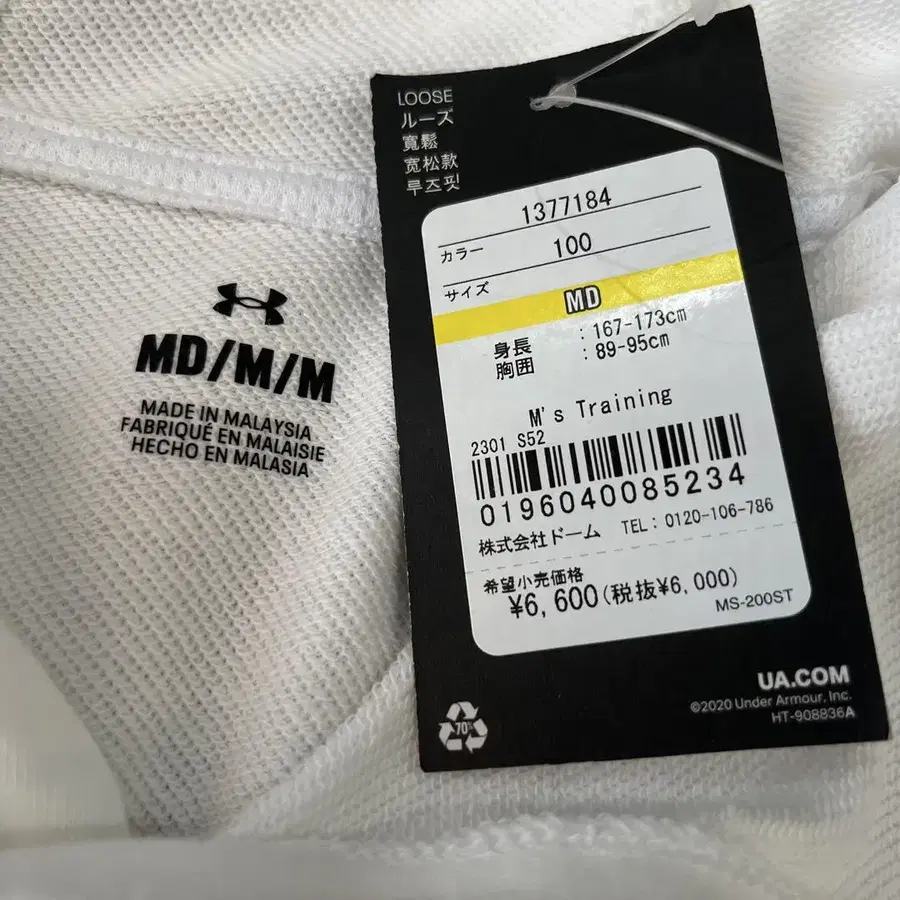 MD/M/M
MADE IN MALAYSIA
FABRIQUÉ EN MALAISIE
HECHO EN MALASIA
LOOSE
ルーズ
寬鬆
宽松款
루즈핏
1377184
カラー 100
サイズ MD
身長 : 167-173cm
胸囲 : 89-95cm
M's Training
2301 S52
0196040085234
株式会社ドーム TEL: 0120-106-786
希望小売価格
¥6,600(税抜¥6,000)
MS-200ST
UA.COM
©2020 Under Armour, Inc.
HT-908836A
70%